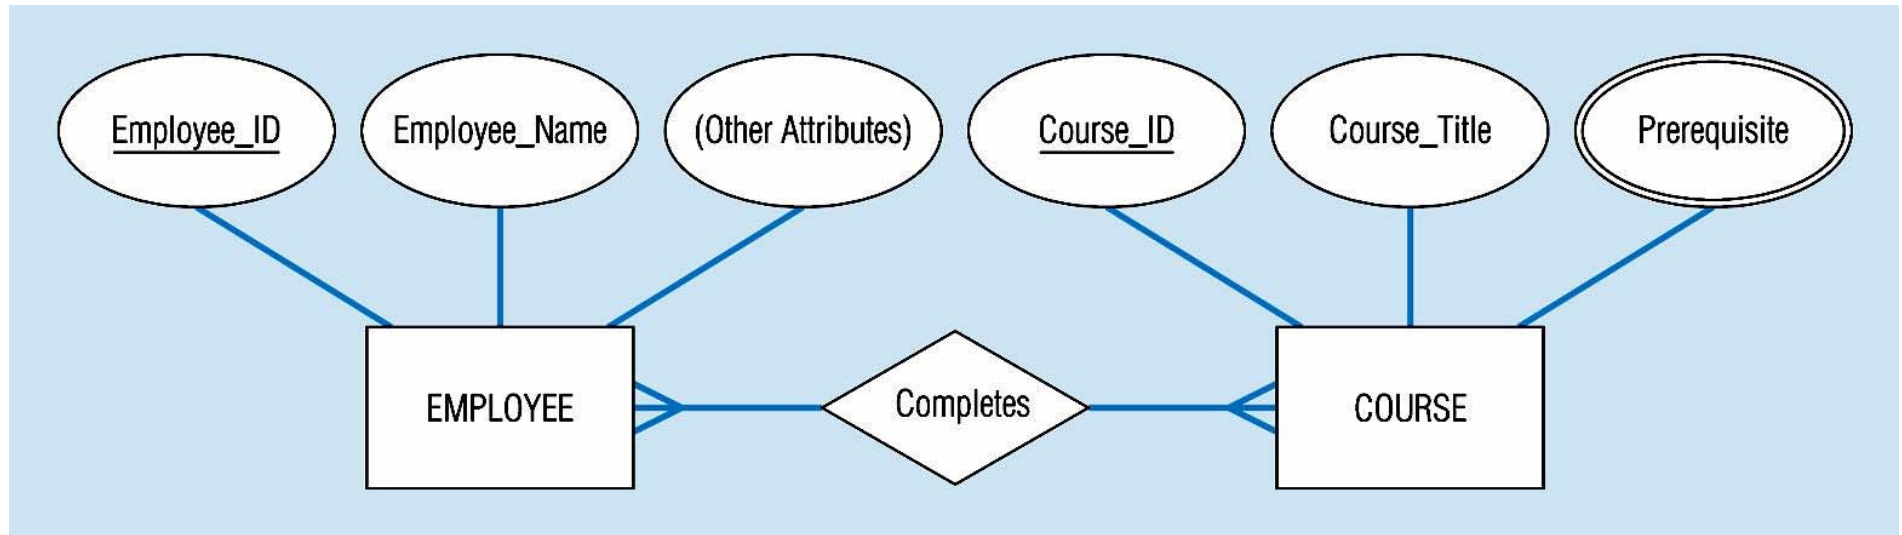 Employee_ID
Employee_Name
(Other Attributes)
Course_ID
Course_Title
Prerequisite
EMPLOYEE
Completes
COURSE